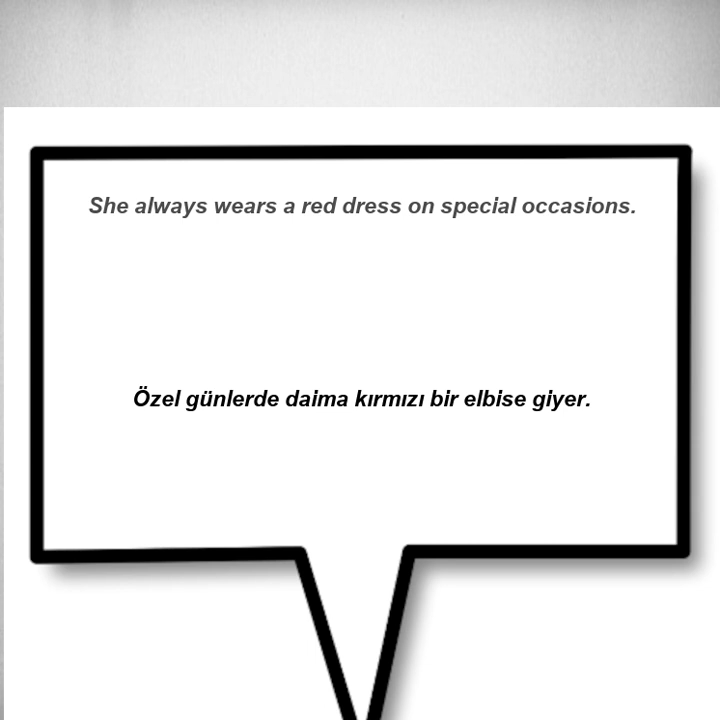 She always wears a red dress on special occasions.
Özel günlerde daima kırmızı bir elbise giyer.